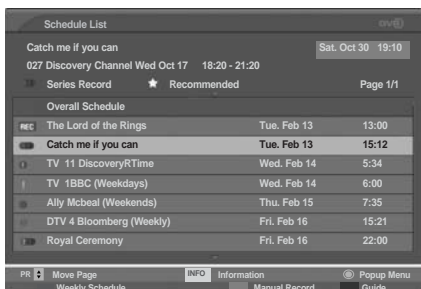 Schedule List
Catch me if you can Sat. Oct 30 19:10
027 Discovery Channel Wed Oct 17 18:20 - 21:20
Series Record Recommended Page 1/1
Overall Schedule
REC The Lord of the Rings Tue. Feb 13 13:00
Catch me if you can Tue. Feb 13 15:12
TV 11 DiscoveryRTime Wed. Feb 14 5:34
TV 1BBC (Weekdays) Wed. Feb 14 6:00
Ally Mcbeal (Weekends) Thu. Feb 15 7:35
DTV 4 Bloomberg (Weekly) Fri. Feb 16 15:21
Royal Ceremony Fri. Feb 16 22:00
PR Move Page INFO Information Popup Menu
Weekly Schedule Manual Record Guide